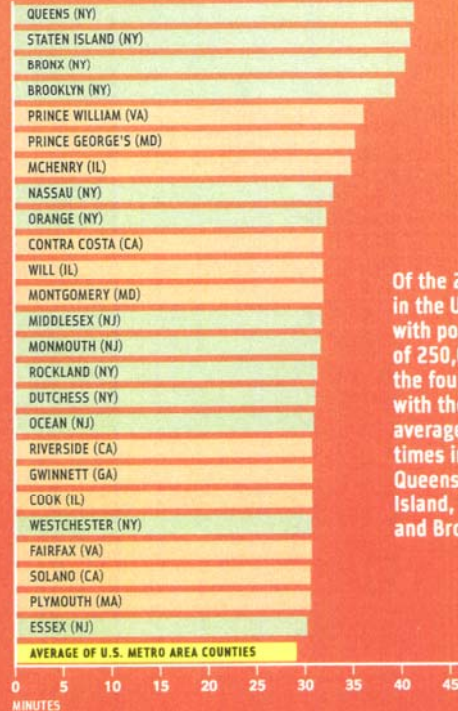 QUEENS (NY)
STATEN ISLAND (NY)
BRONX (NY)
BROOKLYN (NY)
PRINCE WILLIAM (VA)
PRINCE GEORGE'S (MD)
MCHENRY (IL)
NASSAU (NY)
ORANGE (NY)
CONTRA COSTA (CA)
WILL (IL)
MONTGOMERY (MD)
MIDDLESEX (NJ)
MONMOUTH (NJ)
ROCKLAND (NY)
DUTCHESS (NY)
OCEAN (NJ)
RIVERSIDE (CA)
GWINNETT (GA)
COOK (IL)
WESTCHESTER (NY)
FAIRFAX (VA)
SOLANO (CA)
PLYMOUTH (MA)
ESSEX (NJ)
AVERAGE OF U.S. METRO AREA COUNTIES
0 5 10 15 20 25 30 35 40 45
MINUTES
Of the 2
in the U
with po
of 250,
the fou
with the
average
times i
Queens
Island,
and Bro